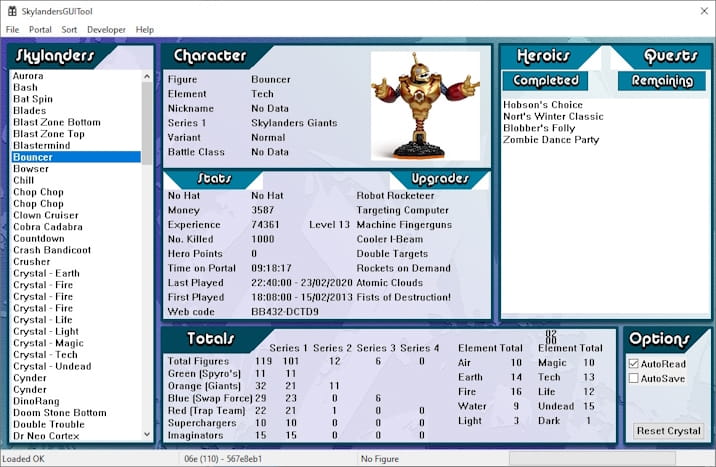 SkylandersGUITool
File Portal Sort Developer Help
Skylanders
Aurora
Bash
Bat Spin
Blades
Blast Zone Bottom
Blast Zone Top
Blastermind
Bouncer
Bowser
Chill
Chop Chop
Chop Chop
Clown Cruiser
Cobra Cadabra
Countdown
Crash Bandicoot
Crusher
Crystal - Earth
Crystal - Fire
Crystal - Fire
Crystal - Fire
Crystal - Life
Crystal - Light
Crystal - Magic
Crystal - Tech
Crystal - Undead
Cynder
Cynder
DinoRang
Doom Stone Bottom
Double Trouble
Dr Neo Cortex
Character
Figure Bouncer
Element Tech
Nickname No Data
Series 1 Skylanders Giants
Variant Normal
Battle Class No Data
Stats Upgrades
No Hat No Hat Robot Rocketeer
Money 3587 Targeting Computer
Experience 74361 Level 13 Machine Fingerguns
No. Killed 1000 Cooler I-Beam
Hero Points 0 Double Targets
Time on Portal 09:18:17 Rockets on Demand
Last Played 22:40:00 - 23/02/2020 Atomic Clouds
First Played 18:08:00 - 15/02/2013 Fists of Destruction!
Web code BB432-DCTD9
Heroics Quests
Completed Remaining
Hobson's Choice
Nort's Winter Classic
Blobber's Folly
Zombie Dance Party
Totals
Series 1 Series 2 Series 3 Series 4
Total Figures 119 101 12 6 0
Green (Spyro's) 11 11
Orange (Giants) 32 21 11
Blue (Swap Force) 29 23 0 6
Red (Trap Team) 22 21 1 0 0
Superchargers 10 10 0 0 0
Imaginators 15 15 0 0 0
Element Total Element Total
Air 10 Magic 10
Earth 14 Tech 13
Fire 16 Life 12
Water 9 Undead 15
Light 3 Dark 1
Options
AutoRead
AutoSave
Reset Crystal
Loaded OK 06e (110) - 567e8eb1 No Figure